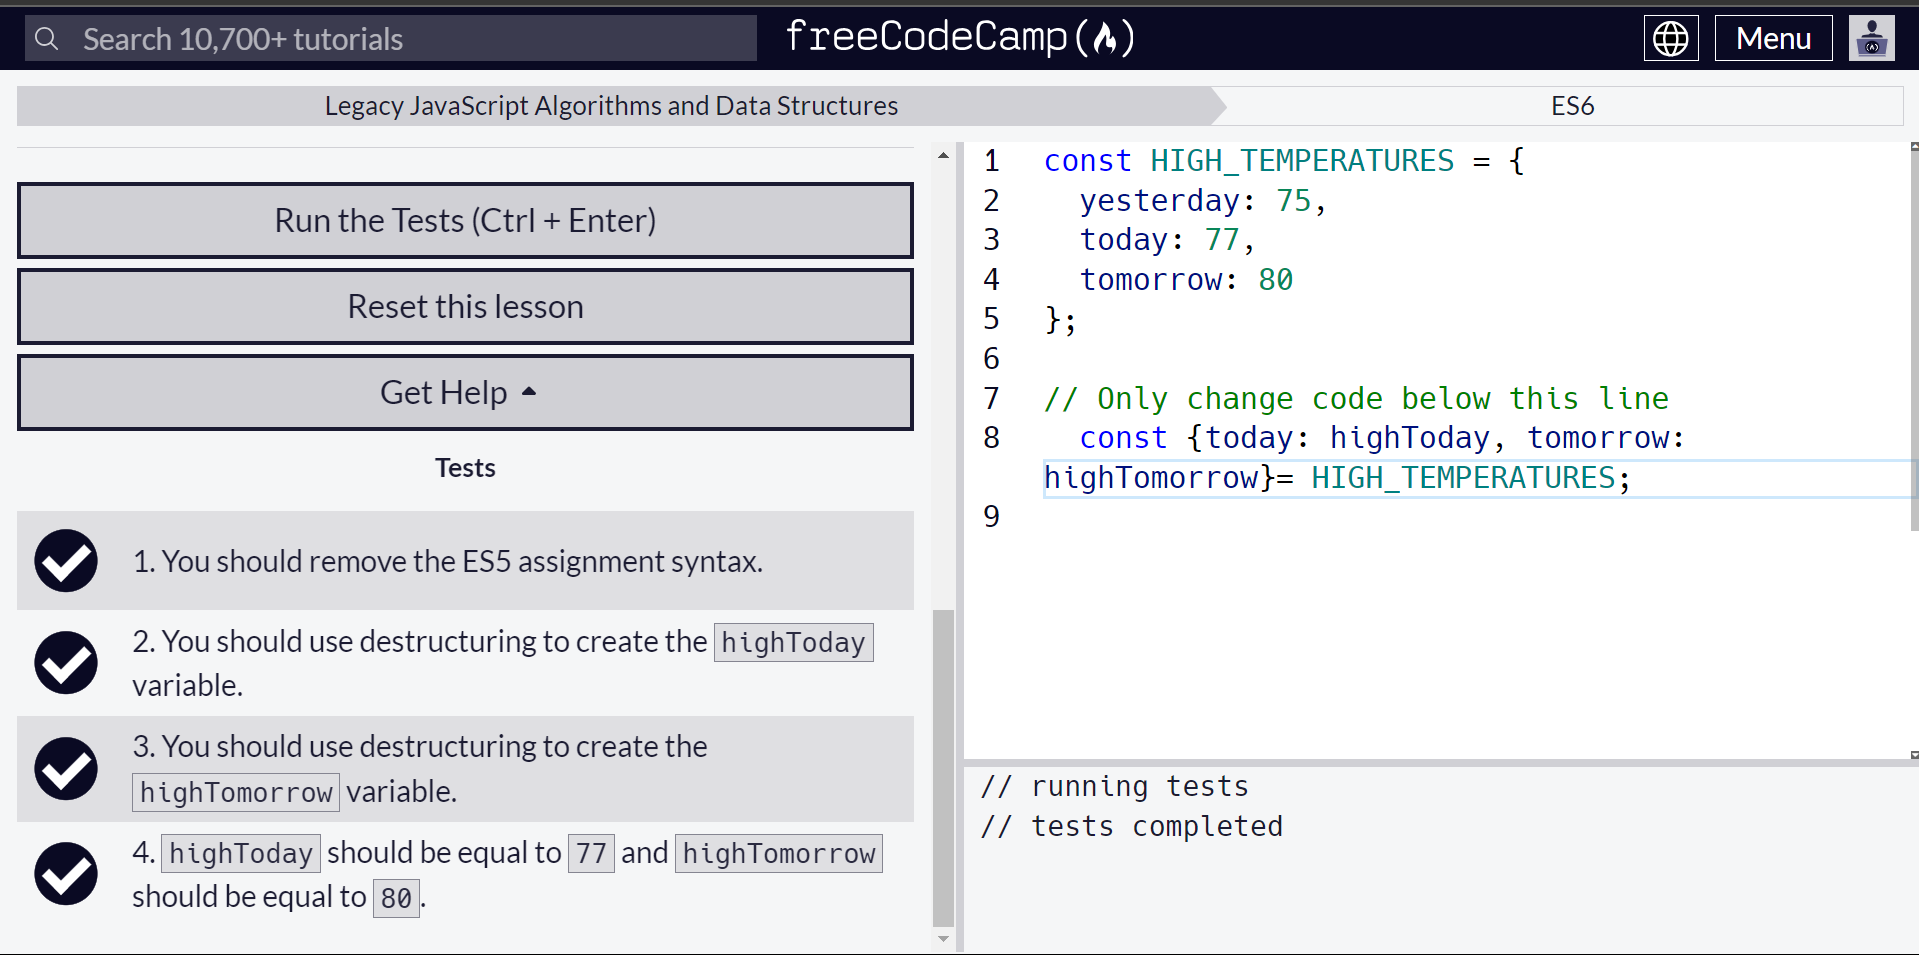 Search 10,700+ tutorials
freeCodeCamp
Menu
Legacy JavaScript Algorithms and Data Structures
ES6
Run the Tests (Ctrl + Enter)
Reset this lesson
Get Help
Tests
1. You should remove the ES5 assignment syntax.
2. You should use destructuring to create the highToday
variable.
3. You should use destructuring to create the
highTomorrow variable.
4. highToday should be equal to 77 and highTomorrow
should be equal to 80.
1 const HIGH_TEMPERATURES = {
2   yesterday: 75,
3   today: 77,
4   tomorrow: 80
5 };
6
7 // Only change code below this line
8   const {today: highToday, tomorrow:
highTomorrow}= HIGH_TEMPERATURES;
9
// running tests
// tests completed